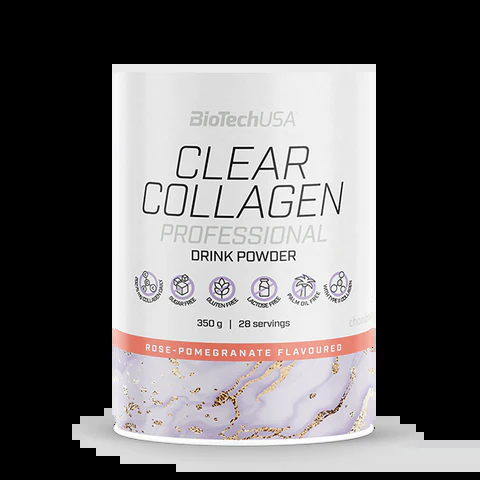 BioTechUSA
CLEAR
COLLAGEN
PROFESSIONAL
DRINK POWDER
SUGAR FREE
GLUTEN FREE
LACTOSE FREE
PALM OIL FREE
350 g | 28 servings
ROSE-POMEGRANATE FLAVOURED